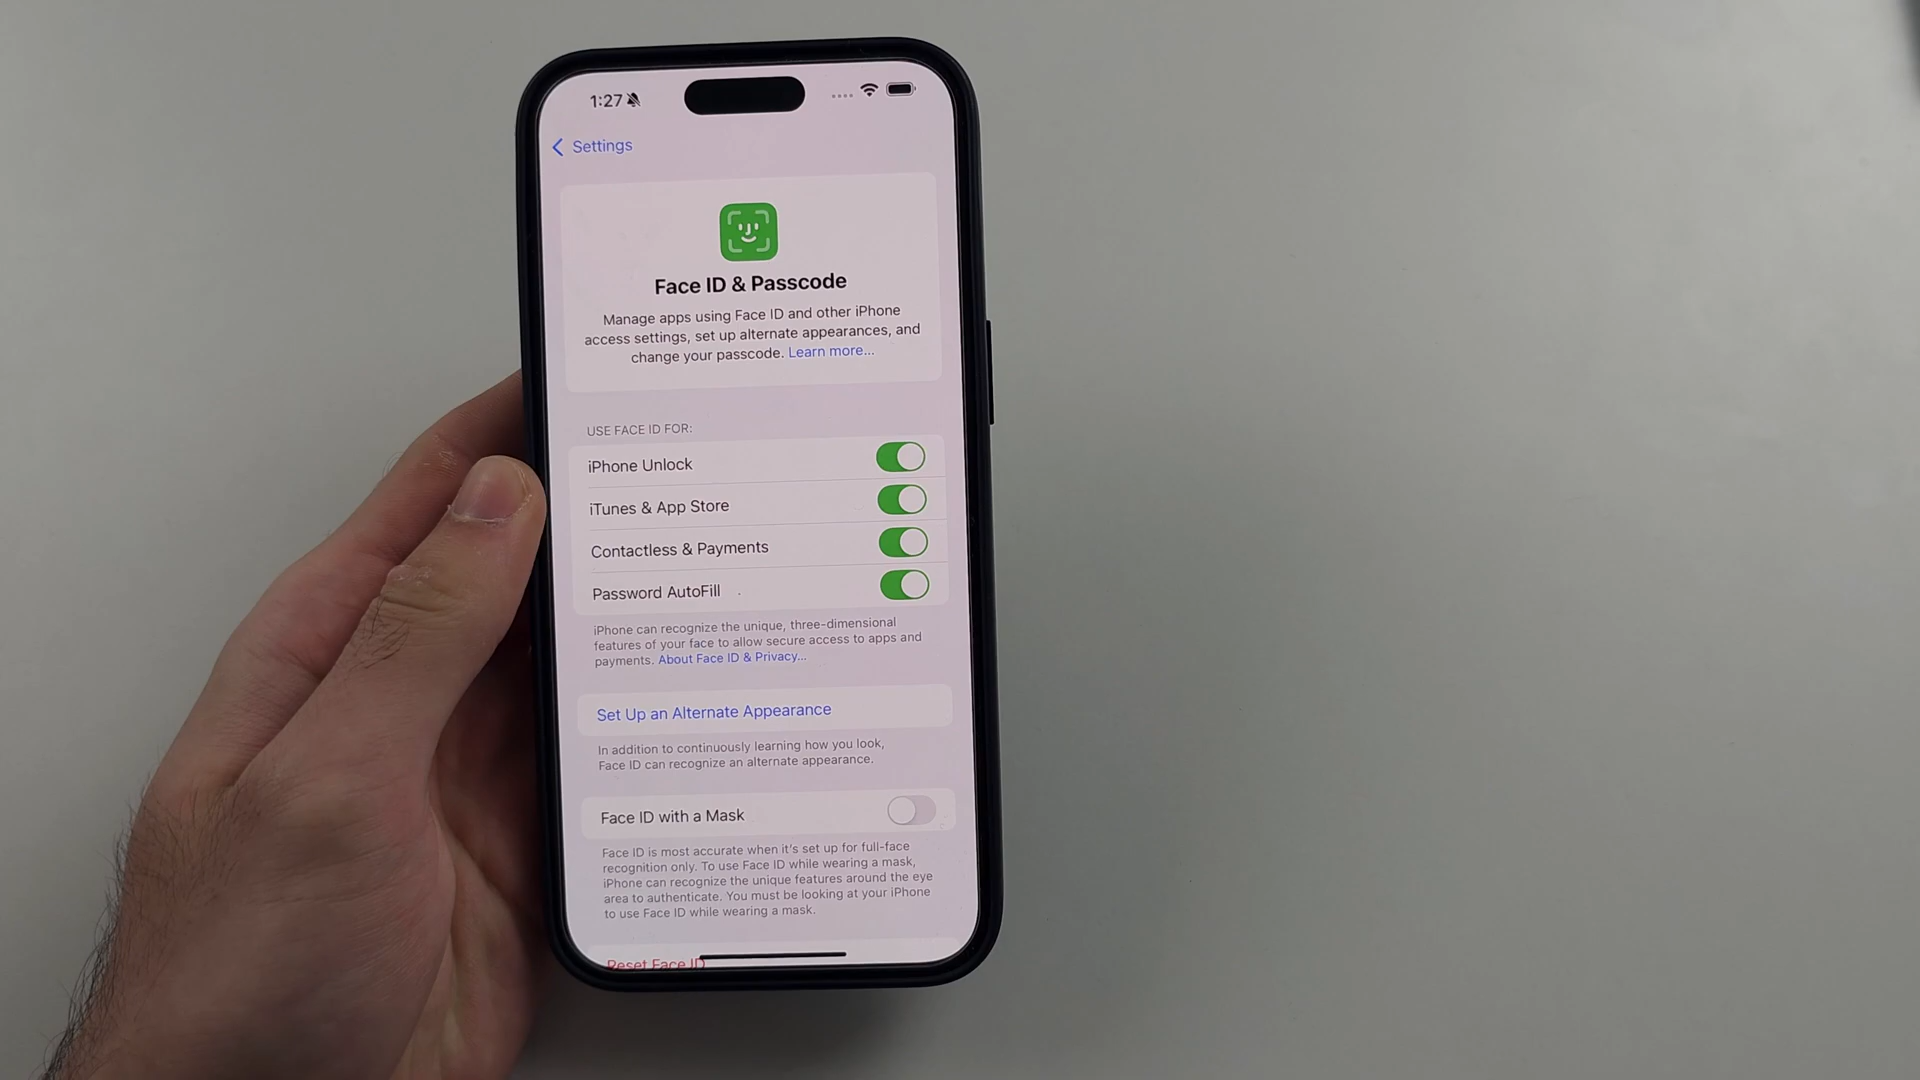 1:27
Settings
Face ID & Passcode
Manage apps using Face ID and other iPhone
access settings, set up alternate appearances, and
change your passcode. Learn more...
USE FACE ID FOR:
iPhone Unlock
iTunes & App Store
Contactless & Payments
Password AutoFill
iPhone can recognize the unique, three-dimensional
features of your face to allow secure access to apps and
payments. About Face ID & Privacy...
Set Up an Alternate Appearance
In addition to continuously learning how you look,
Face ID can recognize an alternate appearance.
Face ID with a Mask
Face ID is most accurate when it's set up for full-face
recognition only. To use Face ID while wearing a mask,
iPhone can recognize the unique features around the eye
area to authenticate. You must be looking at your iPhone
to use Face ID while wearing a mask.
Reset Face ID